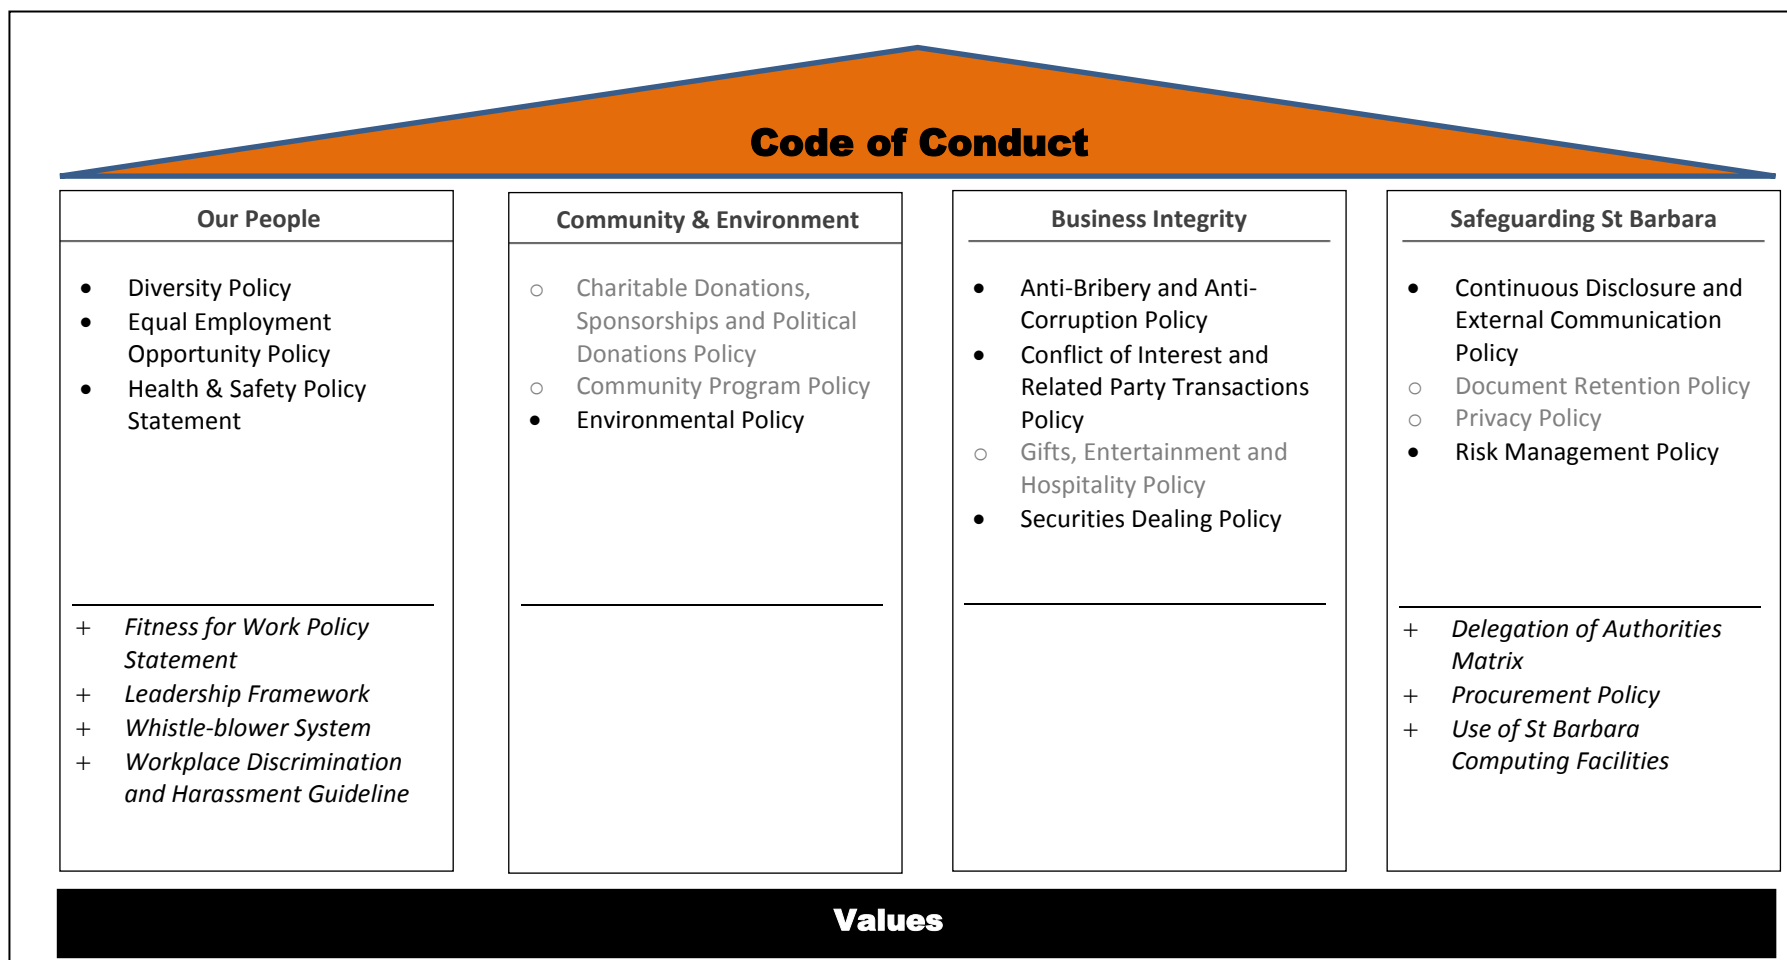 Code of Conduct
Our People
● Diversity Policy
● Equal Employment
Opportunity Policy
● Health & Safety Policy
Statement
+ Fitness for Work Policy
Statement
+ Leadership Framework
+ Whistle-blower System
+ Workplace Discrimination
and Harassment Guideline
Community & Environment
○ Charitable Donations,
Sponsorships and Political
Donations Policy
○ Community Program Policy
● Environmental Policy
Business Integrity
● Anti-Bribery and Anti-
Corruption Policy
● Conflict of Interest and
Related Party Transactions
Policy
○ Gifts, Entertainment and
Hospitality Policy
● Securities Dealing Policy
Safeguarding St Barbara
● Continuous Disclosure and
External Communication
Policy
○ Document Retention Policy
○ Privacy Policy
● Risk Management Policy
+ Delegation of Authorities
Matrix
+ Procurement Policy
+ Use of St Barbara
Computing Facilities
Values